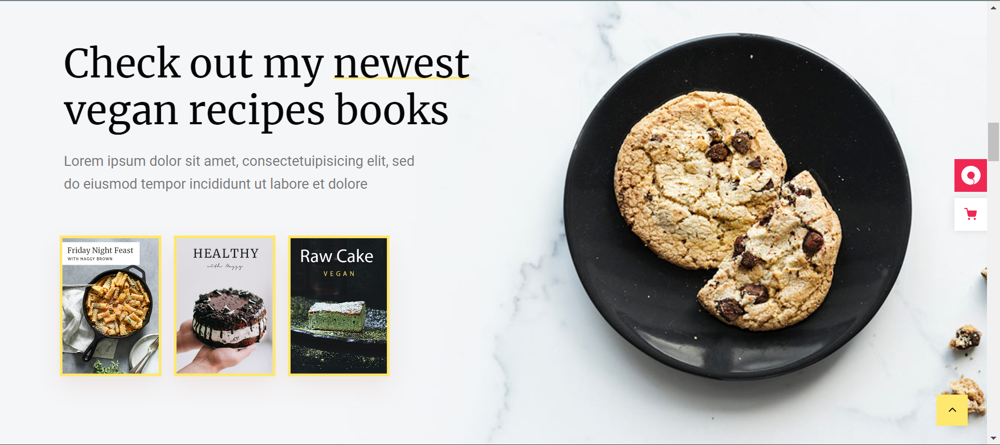 Check out my newest
vegan recipes books
Lorem ipsum dolor sit amet, consectetuipisicing elit, sed
do eiusmod tempor incididunt ut labore et dolore
Friday Night Feast
WITH MAGGY BROWN
HEALTHY
with Maggy
Raw Cake
VEGAN